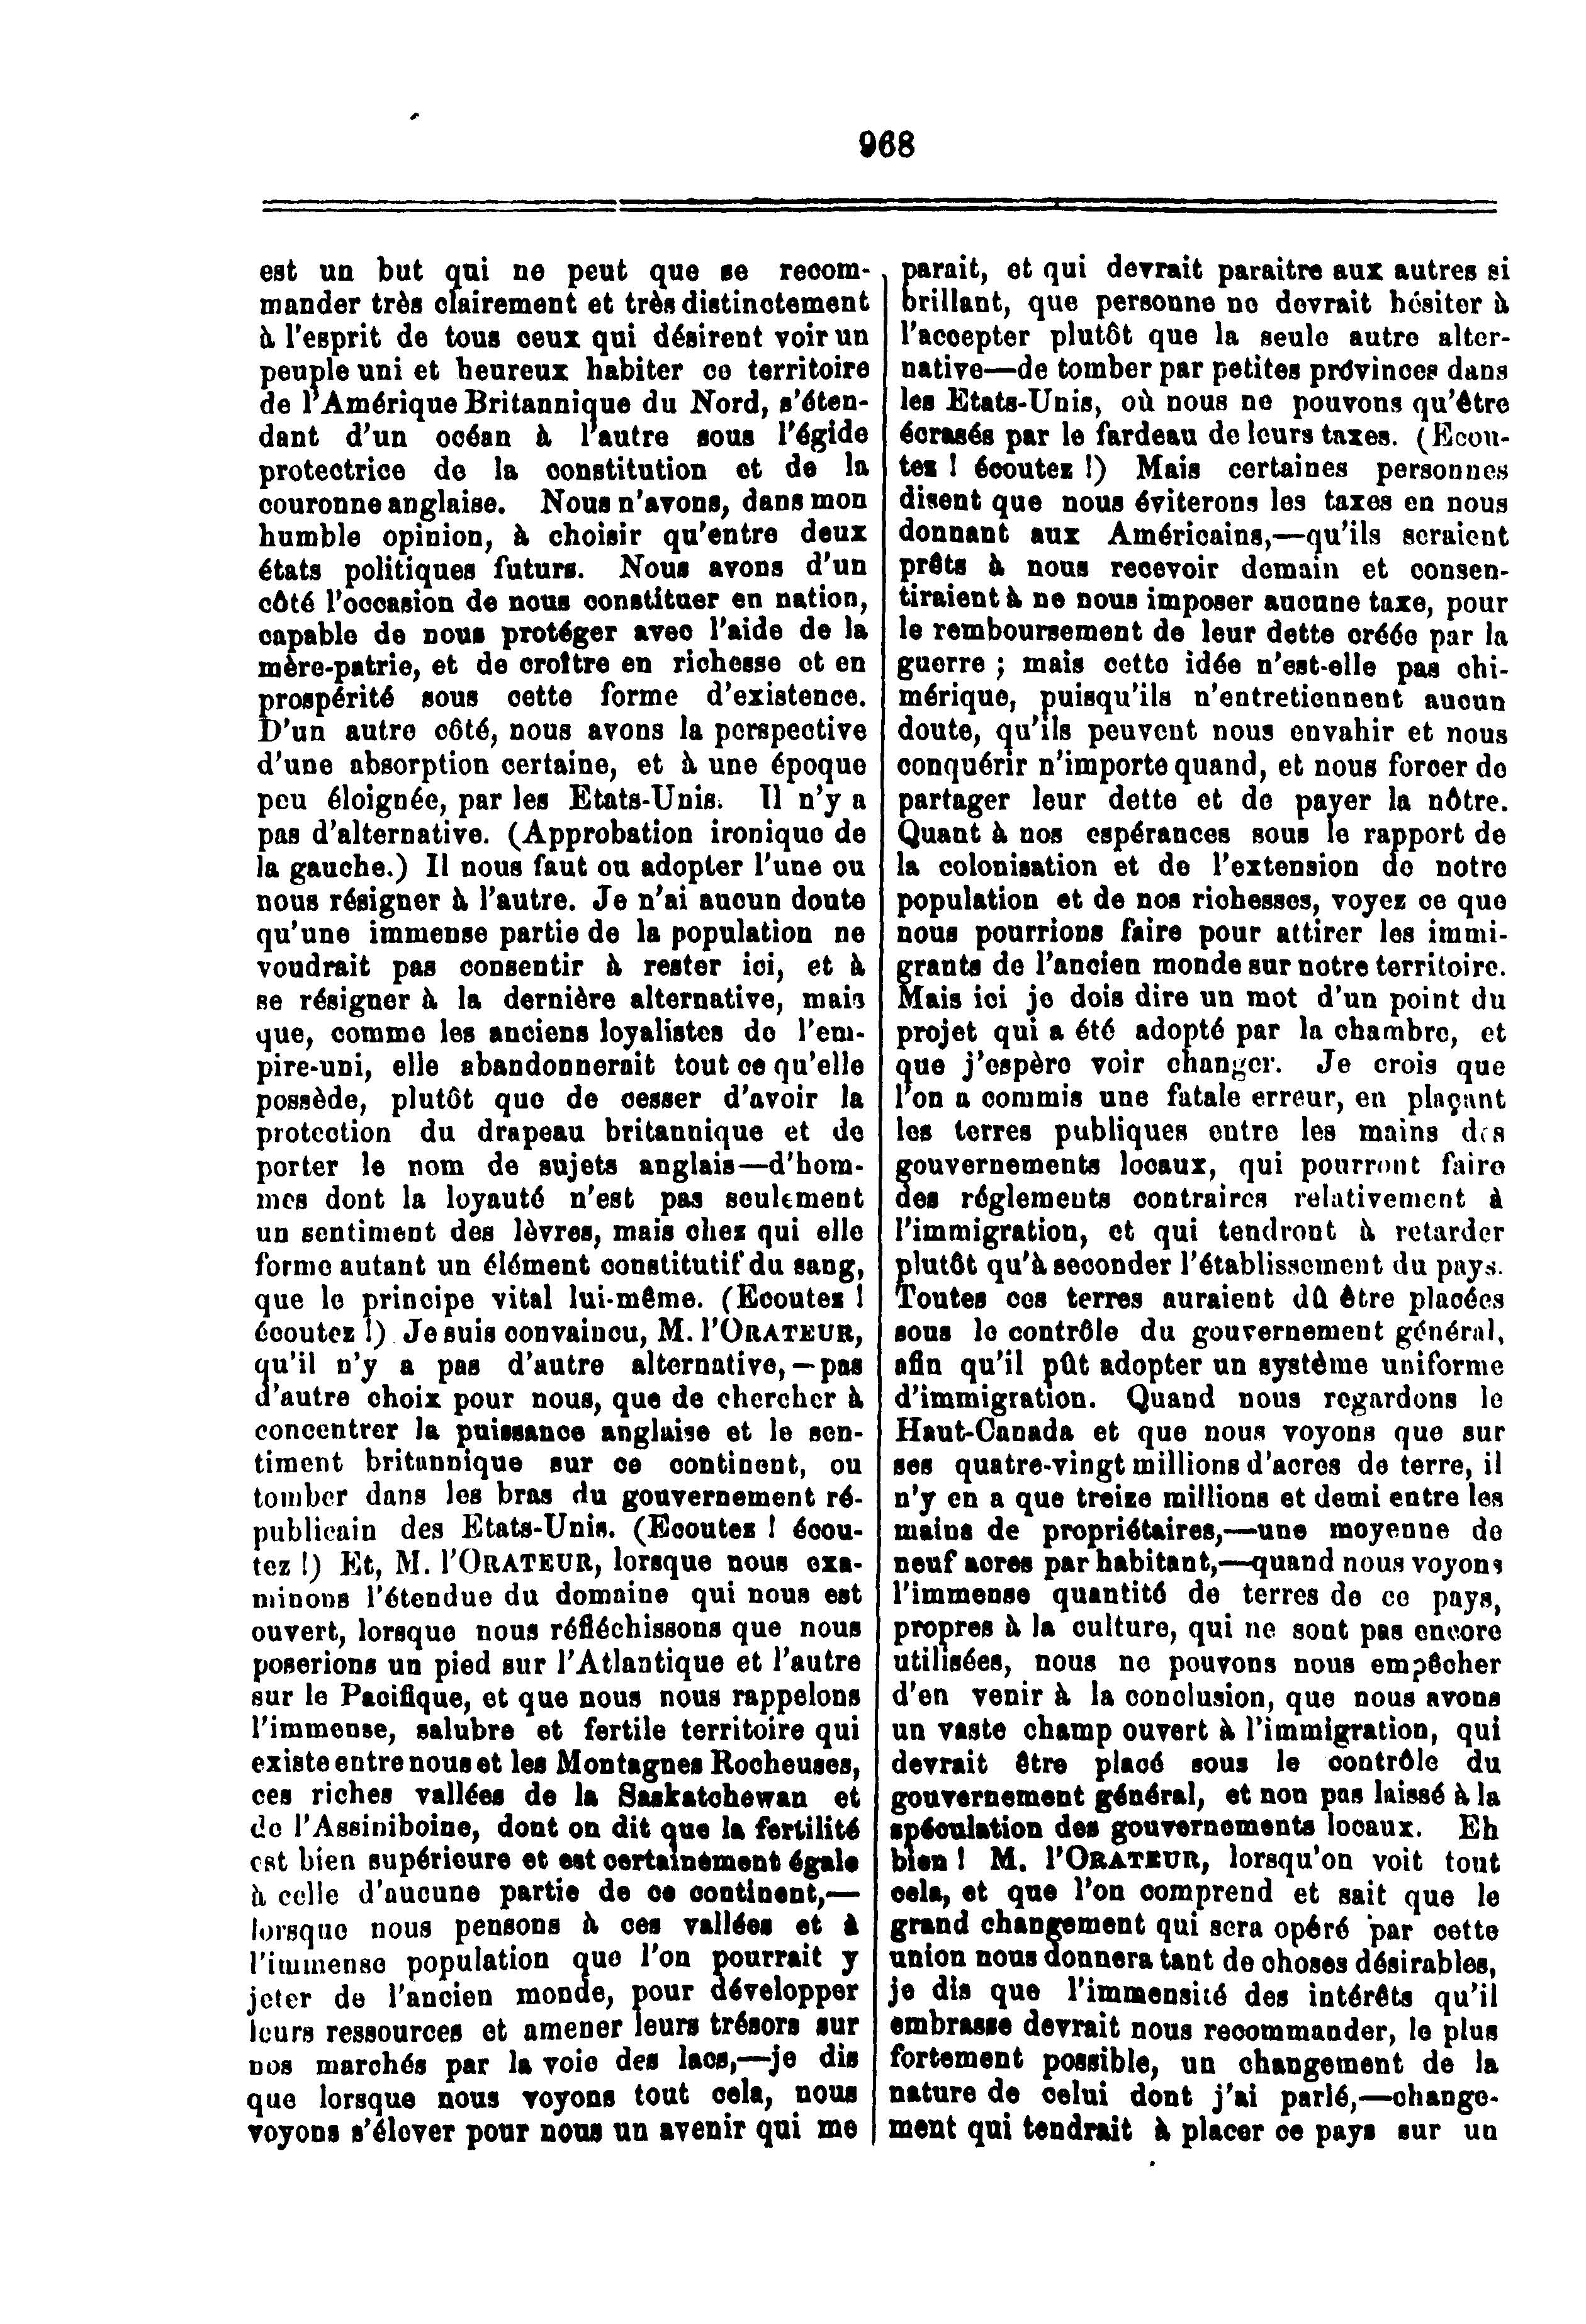 968
est un but qui ne peut que se recom-
mander très clairement et très distinctement
à l'esprit de tous ceux qui désirent voir un
peuple uni et heureux habiter ce territoire
de l'Amérique Britannique du Nord, s'éten-
dant d'un océan à l'autre sous l'égide
protectrice de la constitution et de la
couronne anglaise. Nous n'avons, dans mon
humble opinion, à choisir qu'entre deux
états politiques futurs. Nous avons d'un
côté l'occasion de nous constituer en nation,
capable de nous protéger avec l'aide de la
mère-patrie, et de croître en richesse et en
prospérité sous cette forme d'existence.
D'un autre côté, nous avons la perspective
d'une absorption certaine, et à une époque
peu éloignée, par les Etats-Unis. Il n'y a
pas d'alternative. (Approbation ironique de
la gauche.) Il nous faut ou adopter l'une ou
nous résigner à l'autre. Je n'ai aucun doute
qu'une immense partie de la population ne
voudrait pas consentir à rester ici, et à
se résigner à la dernière alternative, mais
que, comme les anciens loyalistes de l'em-
pire-uni, elle abandonnerait tout ce qu'elle
possède, plutôt que de cesser d'avoir la
protection du drapeau britannique et de
porter le nom de sujets anglais—d'hom-
mes dont la loyauté n'est pas seulement
un sentiment des lèvres, mais chez qui elle
forme autant un élément constitutif du sang,
que le principe vital lui-même. (Ecoutez !
écoutez !) Je suis convaincu, M. l'ORATEUR,
qu'il n'y a pas d'autre alternative,—pas
d'autre choix pour nous, que de chercher à
concentrer la puissance anglaise et le sen-
timent britannique sur ce continent, ou
tomber dans les bras du gouvernement ré-
publicain des Etats-Unis. (Ecoutez ! écou-
tez !) Et, M. l'ORATEUR, lorsque nous exa-
minons l'étendue du domaine qui nous est
ouvert, lorsque nous réfléchissons que nous
poserions un pied sur l'Atlantique et l'autre
sur le Pacifique, et que nous nous rappelons
l'immense, salubre et fertile territoire qui
existe entre nous et les Montagnes Rocheuses,
ces riches vallées de la Saskatchewan et
de l'Assiniboine, dont on dit que la fertilité
est bien supérieure et est certainement égale
à celle d'aucune partie de ce continent,—
lorsque nous pensons à ces vallées et à
l'immense population que l'on pourrait y
jeter de l'ancien monde, pour développer
leurs ressources et amener leurs trésors sur
nos marchés par la voie des lacs,—je dis
que lorsque nous voyons tout cela, nous
voyons s'élever pour nous un avenir qui me
parait, et qui devrait paraitre aux autres si
brillant, que personne ne devrait hésiter à
l'accepter plutôt que la seule autre alter-
native—de tomber par petites provinces dans
les Etats-Unis, où nous ne pouvons qu'être
écrasés par le fardeau de leurs taxes. (Ecou-
tez ! écoutez !) Mais certaines personnes
disent que nous éviterons les taxes en nous
donnant aux Américains,—qu'ils seraient
prêts à nous recevoir demain et consen-
tiraient à ne nous imposer aucune taxe, pour
le remboursement de leur dette créée par la
guerre ; mais cette idée n'est-elle pas chi-
mérique, puisqu'ils n'entretiennent aucun
doute, qu'ils peuvent nous envahir et nous
conquérir n'importe quand, et nous forcer de
partager leur dette et de payer la nôtre.
Quant à nos espérances sous le rapport de
la colonisation et de l'extension de notre
population et de nos richesses, voyez ce que
nous pourrions faire pour attirer les immi-
grants de l'ancien monde sur notre territoire.
Mais ici je dois dire un mot d'un point du
projet qui a été adopté par la chambre, et
que j'espère voir changer. Je crois que
l'on a commis une fatale erreur, en plaçant
les terres publiques entre les mains des
gouvernements locaux, qui pourront faire
des réglements contraires relativement à
l'immigration, et qui tendront à retarder
plutôt qu'à seconder l'établissement du pays.
Toutes ces terres auraient dû être placées
sous le contrôle du gouvernement général,
afin qu'il pût adopter un système uniforme
d'immigration. Quand nous regardons le
Haut-Canada et que nous voyons que sur
ses quatre-vingt millions d'acres de terre, il
n'y en a que treize millions et demi entre les
mains de propriétaires,—une moyenne de
neuf acres par habitant,—quand nous voyons
l'immense quantité de terres de ce pays,
propres à la culture, qui ne sont pas encore
utilisées, nous ne pouvons nous empêcher
d'en venir à la conclusion, que nous avons
un vaste champ ouvert à l'immigration, qui
devrait être placé sous le contrôle du
gouvernement général, et non pas laissé à la
spéculation des gouvernements locaux. Eh
bien ! M. l'ORATEUR, lorsqu'on voit tout
cela, et que l'on comprend et sait que le
grand changement qui sera opéré par cette
union nous donnera tant de choses désirables,
je dis que l'immensité des intérêts qu'il
embrasse devrait nous recommander, le plus
fortement possible, un changement de la
nature de celui dont j'ai parlé,—change-
ment qui tendrait à placer ce pays sur un